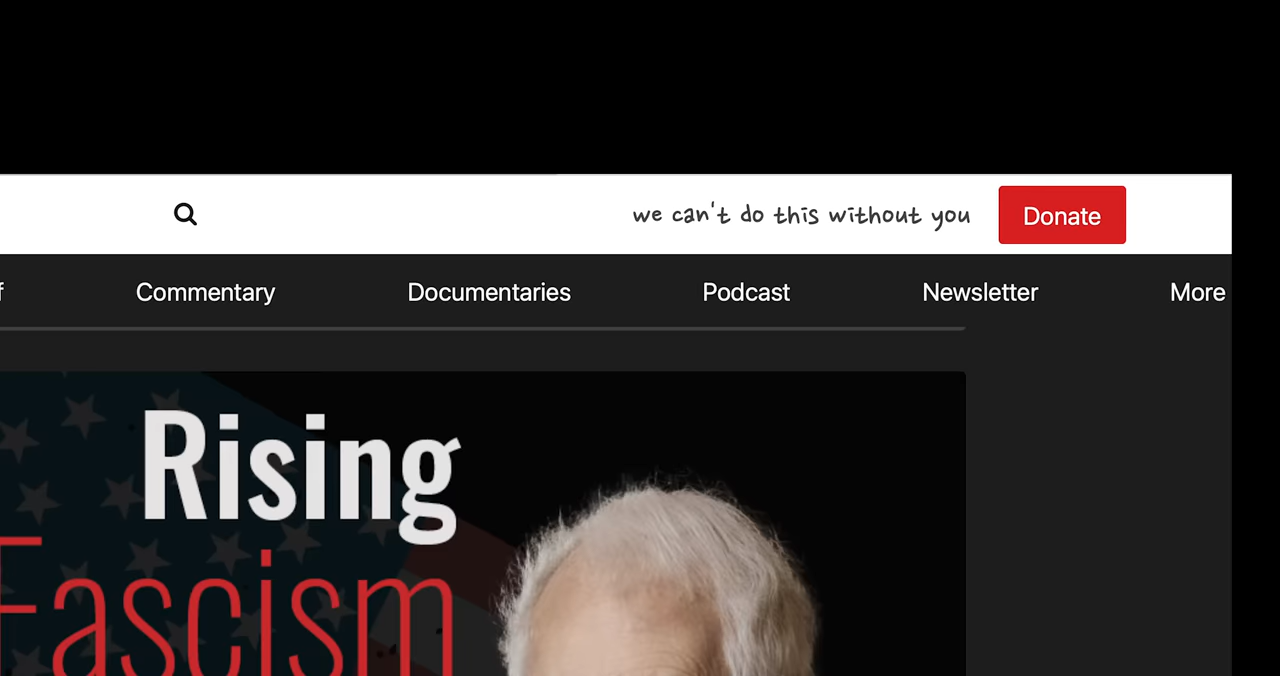 we can't do this without you Donate
Commentary Documentaries Podcast Newsletter More
Rising
Fascism